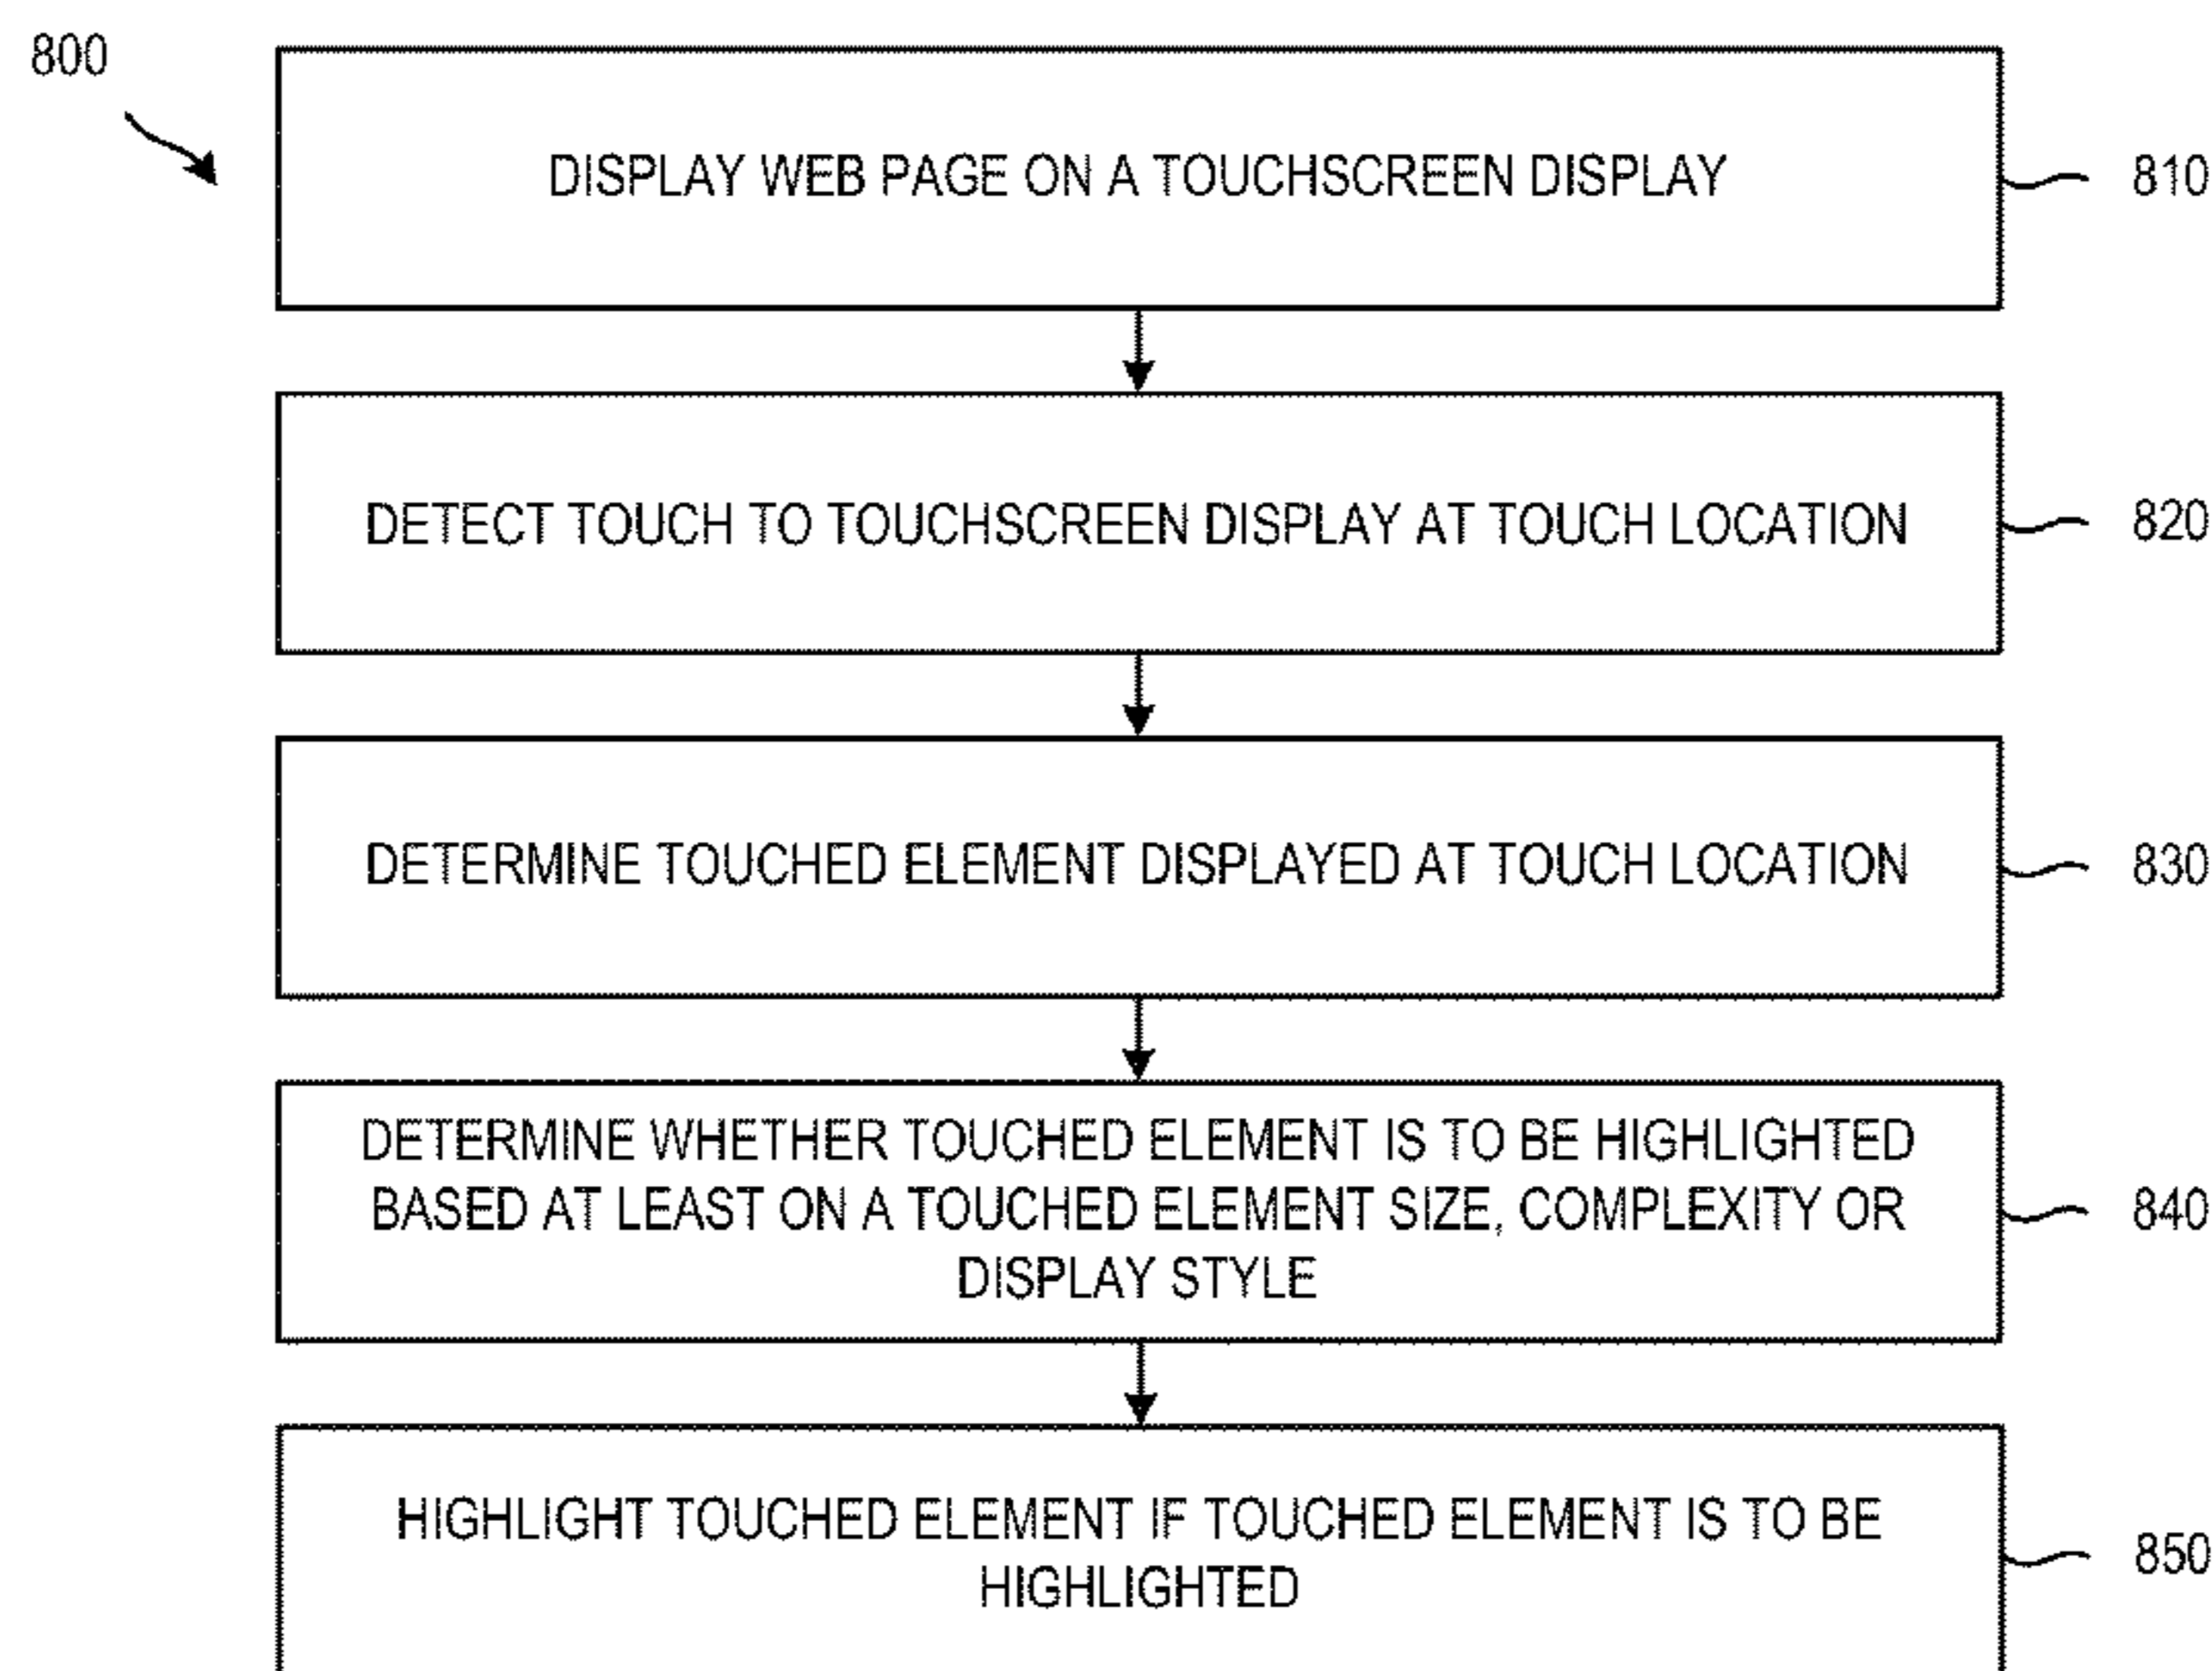 800
DISPLAY WEB PAGE ON A TOUCHSCREEN DISPLAY
810
DETECT TOUCH TO TOUCHSCREEN DISPLAY AT TOUCH LOCATION
820
DETERMINE TOUCHED ELEMENT DISPLAYED AT TOUCH LOCATION
830
DETERMINE WHETHER TOUCHED ELEMENT IS TO BE HIGHLIGHTED
BASED AT LEAST ON A TOUCHED ELEMENT SIZE, COMPLEXITY OR
DISPLAY STYLE
840
HIGHLIGHT TOUCHED ELEMENT IF TOUCHED ELEMENT IS TO BE
HIGHLIGHTED
850